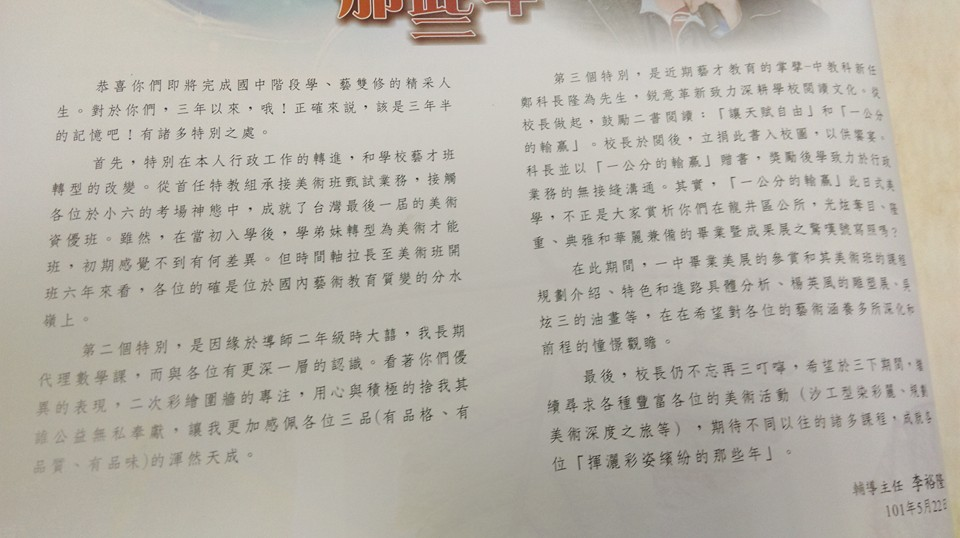 那些年
恭喜你們即將完成國中階段學、藝雙修的精采人
生。對於你們，三年以來，哦！正確來說，該是三年半
的記憶吧！有諸多特別之處。
首先，特別在本人行政工作的轉進，和學校藝才班
轉型的改變。從首任特教組承接美術班甄試業務，接觸
各位於小六的考場神態中，成就了台灣最後一屆的美術
資優班。雖然，在當初入學後，學弟妹轉型為美術才能
班，初期感覺不到有何差異。但時間軸拉長至美術班開
班六年來看，各位的確是位於國內藝術教育質變的分水
嶺上。
第二個特別，是因緣於導師二年級時大囍，我長期
代理數學課，而與各位有更深一層的認識。看著你們優
異的表現，二次彩繪圍牆的專注，用心與積極的捨我其
誰公益無私奉獻，讓我更加感佩各位三品(有品格、有
品質、有品味)的渾然天成。
第三個特別，是近期藝才教育的掌擘-中教科新任
鄭科長隆為先生，銳意革新致力深耕學校閱讀文化。從
校長做起，鼓勵二書閱讀：「讓天賦自由」和「一公分
的輸贏」。校長於閱後，立捐此書入校圖，以供饗宴。
科長並以「一公分的輸贏」贈書，獎勵後學致力於行政
業務的無接縫溝通。其實，「一公分的輸贏」此日式美
學，不正是大家賞析你們在龍井區公所，光炫奪目、隆
重、典雅和華麗兼備的畢業暨成果展之驚嘆號寫照嗎？
在此期間，一中畢業美展的參賞和其美術班的課程
規劃介紹、特色和進路具體分析、楊英風的雕塑展、吳
炫三的油畫等，在在希望對各位的藝術涵養多所深化和
前程的憧憬觀瞻。
最後，校長仍不忘再三叮嚀，希望於三下期間，繼
續尋求各種豐富各位的美術活動（沙工型染彩麗、規劃
美術深度之旅等），期待不同以往的諸多課程，成就各
位「揮灑彩姿繽紛的那些年」。
輔導主任 李裕隆
101年5月22日